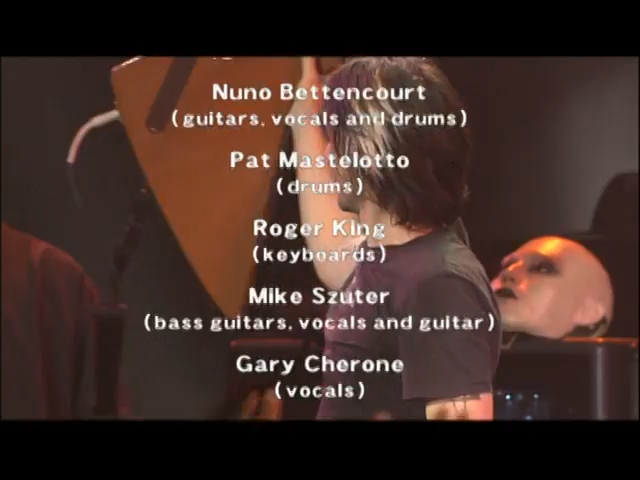 Nuno Bettencourt
(guitars, vocals and drums)
Pat Mastelotto
(drums)
Roger King
(keyboards)
Mike Szuter
(bass guitars, vocals and guitar)
Gary Cherone
(vocals)